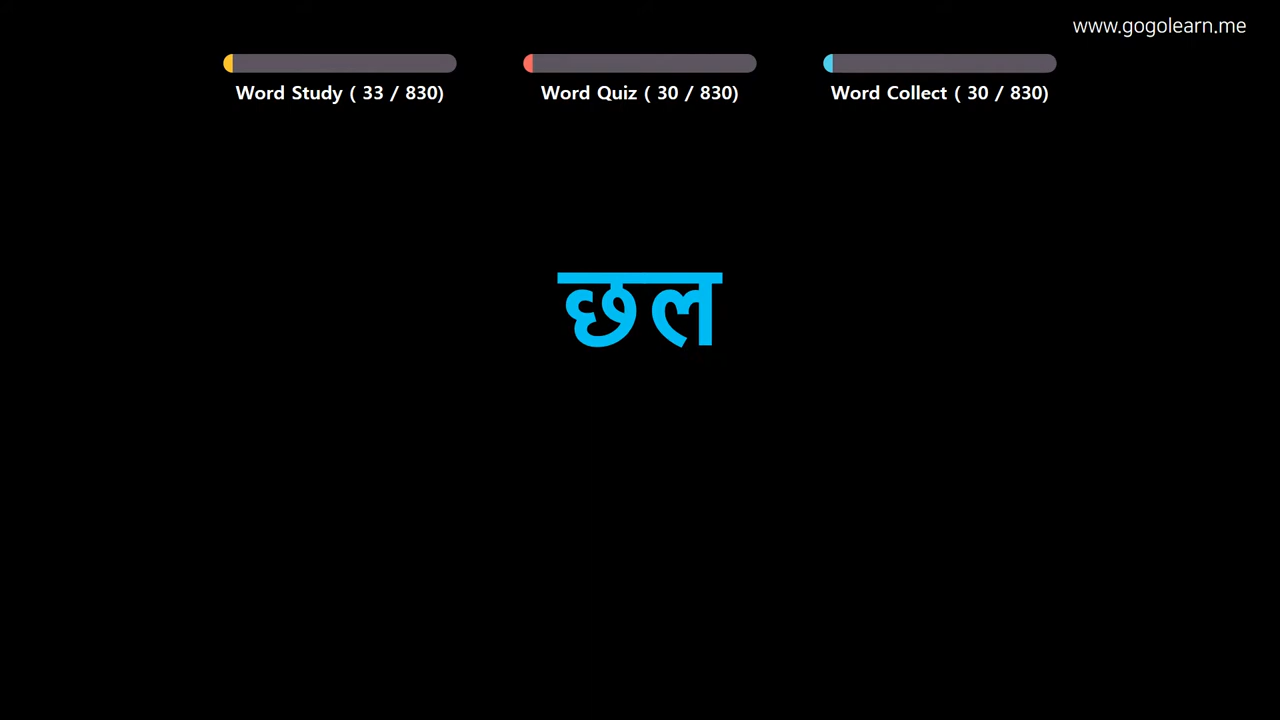 www.gogolearn.me
Word Study ( 33 / 830)
Word Quiz ( 30 / 830)
Word Collect ( 30 / 830)
छल